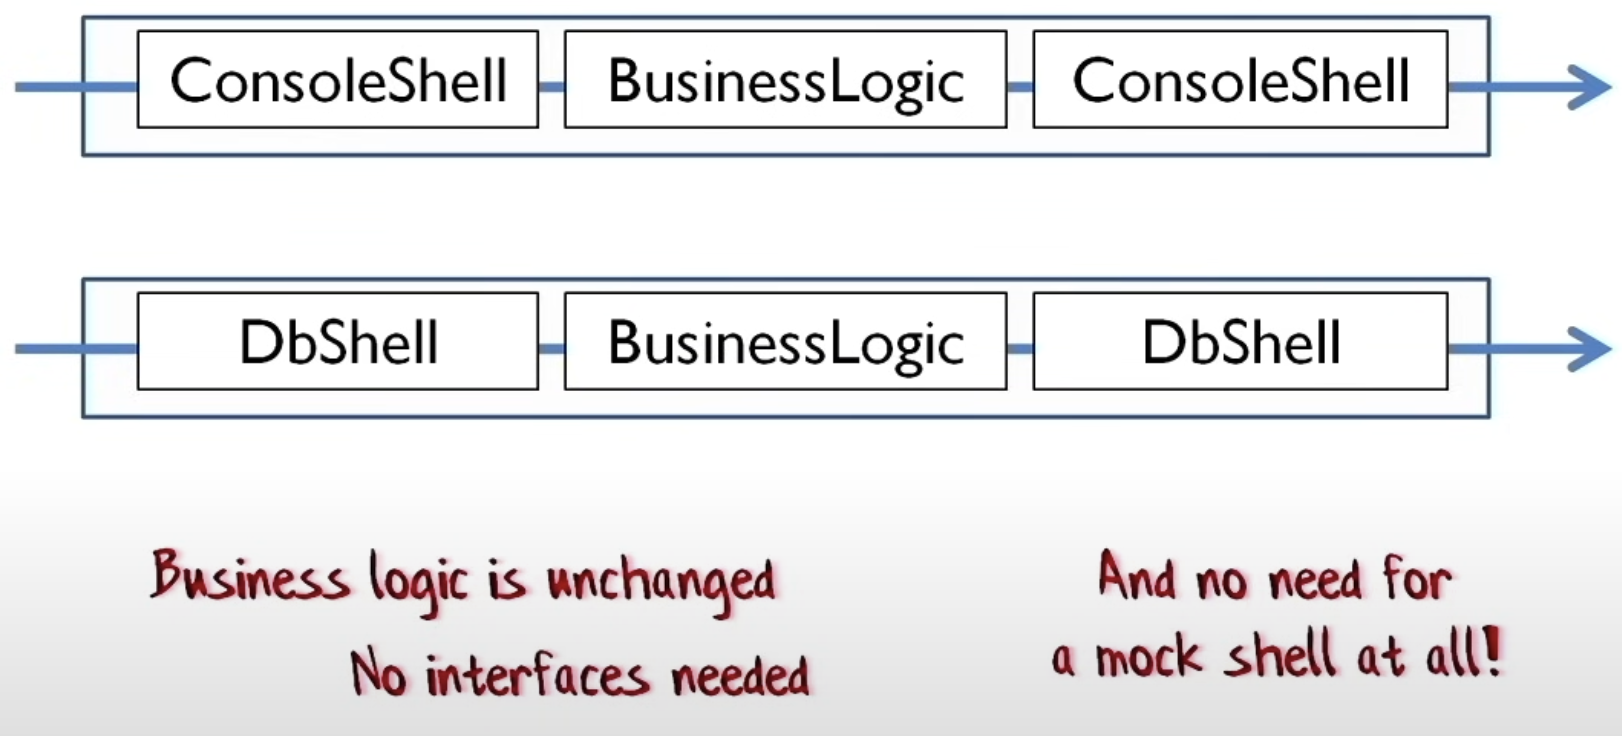 ConsoleShell BusinessLogic ConsoleShell
DbShell BusinessLogic DbShell
Business logic is unchanged
No interfaces needed
And no need for
a mock shell at all!